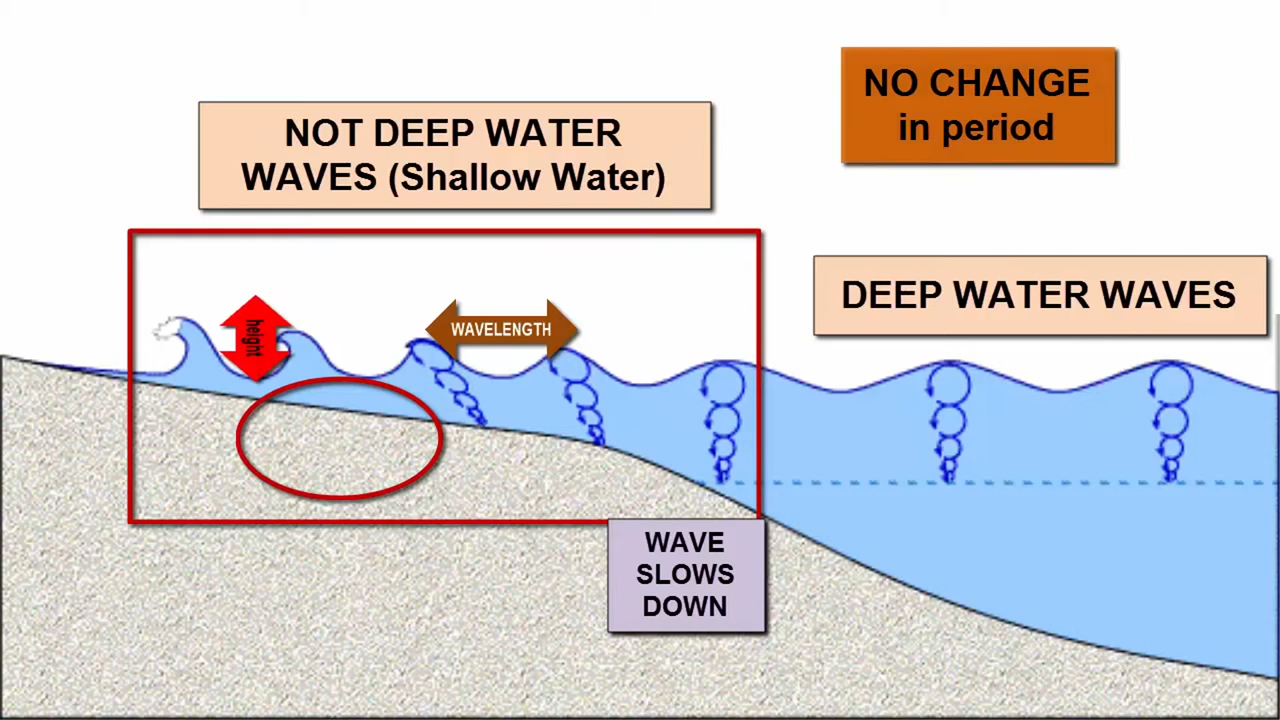 NO CHANGE
in period
NOT DEEP WATER
WAVES (Shallow Water)
DEEP WATER WAVES
height
WAVELENGTH
WAVE
SLOWS
DOWN